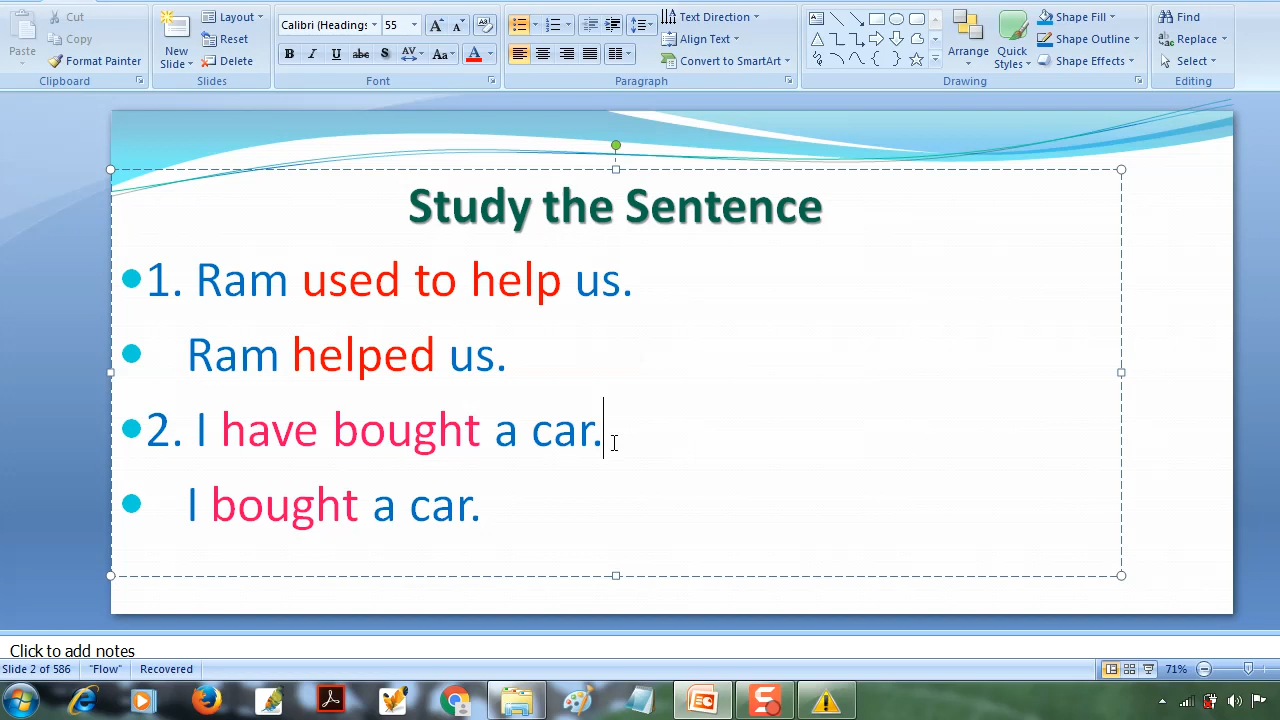 Cut
Copy
Paste
Format Painter
Clipboard
New
Slide
Layout
Reset
Delete
Slides
Calibri (Headings 55
B I U abc S AV Aa A
Font
Text Direction
Align Text
Convert to SmartArt
Paragraph
Arrange
Quick
Styles
Shape Fill
Shape Outline
Shape Effects
Drawing
Find
Replace
Select
Editing
Study the Sentence
1. Ram used to help us.
Ram helped us.
2. I have bought a car.
I bought a car.
Click to add notes
Slide 2 of 586 "Flow" Recovered 71%